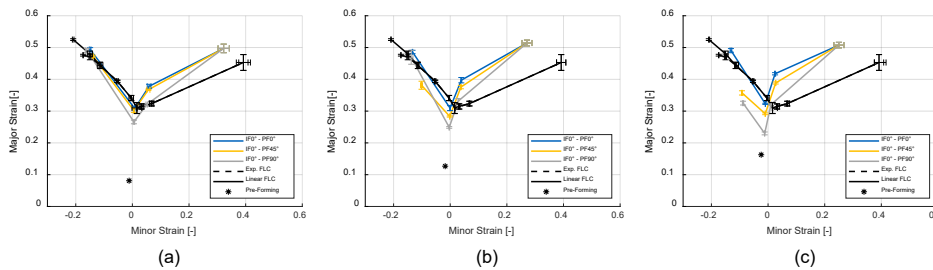 Major Strain[-]
0.6
0.5
0.4
0.3
0.2
0.1
0
IF0° - PF0°
IF0° - PF45°
IF0° - PF90°
Exp. FLC
Linear FLC
Pre-Forming
-0.2
0
0.2
0.4
0.6
Minor Strain [-]
(a)
Major Strain[-]
0.6
0.5
0.4
0.3
0.2
0.1
0
IF0° - PF0°
IF0° - PF45°
IF0° - PF90°
Exp. FLC
Linear FLC
Pre-Forming
-0.2
0
0.2
0.4
0.6
Minor Strain [-]
(b)
Major Strain[-]
0.6
0.5
0.4
0.3
0.2
0.1
0
IF0° - PF0°
IF0° - PF45°
IF0° - PF90°
Exp. FLC
Linear FLC
Pre-Forming
-0.2
0
0.2
0.4
0.6
Minor Strain [-]
(c)